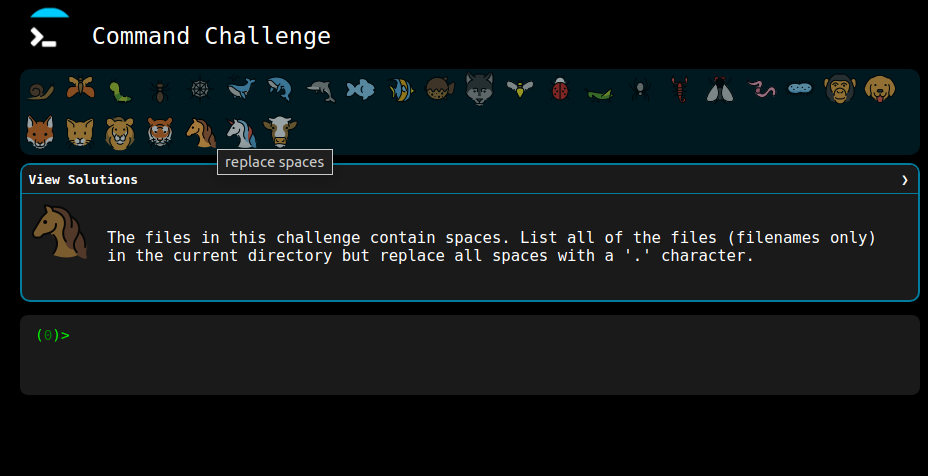 Command Challenge
replace spaces
View Solutions
The files in this challenge contain spaces. List all of the files (filenames only)
in the current directory but replace all spaces with a '.' character.
(0)>